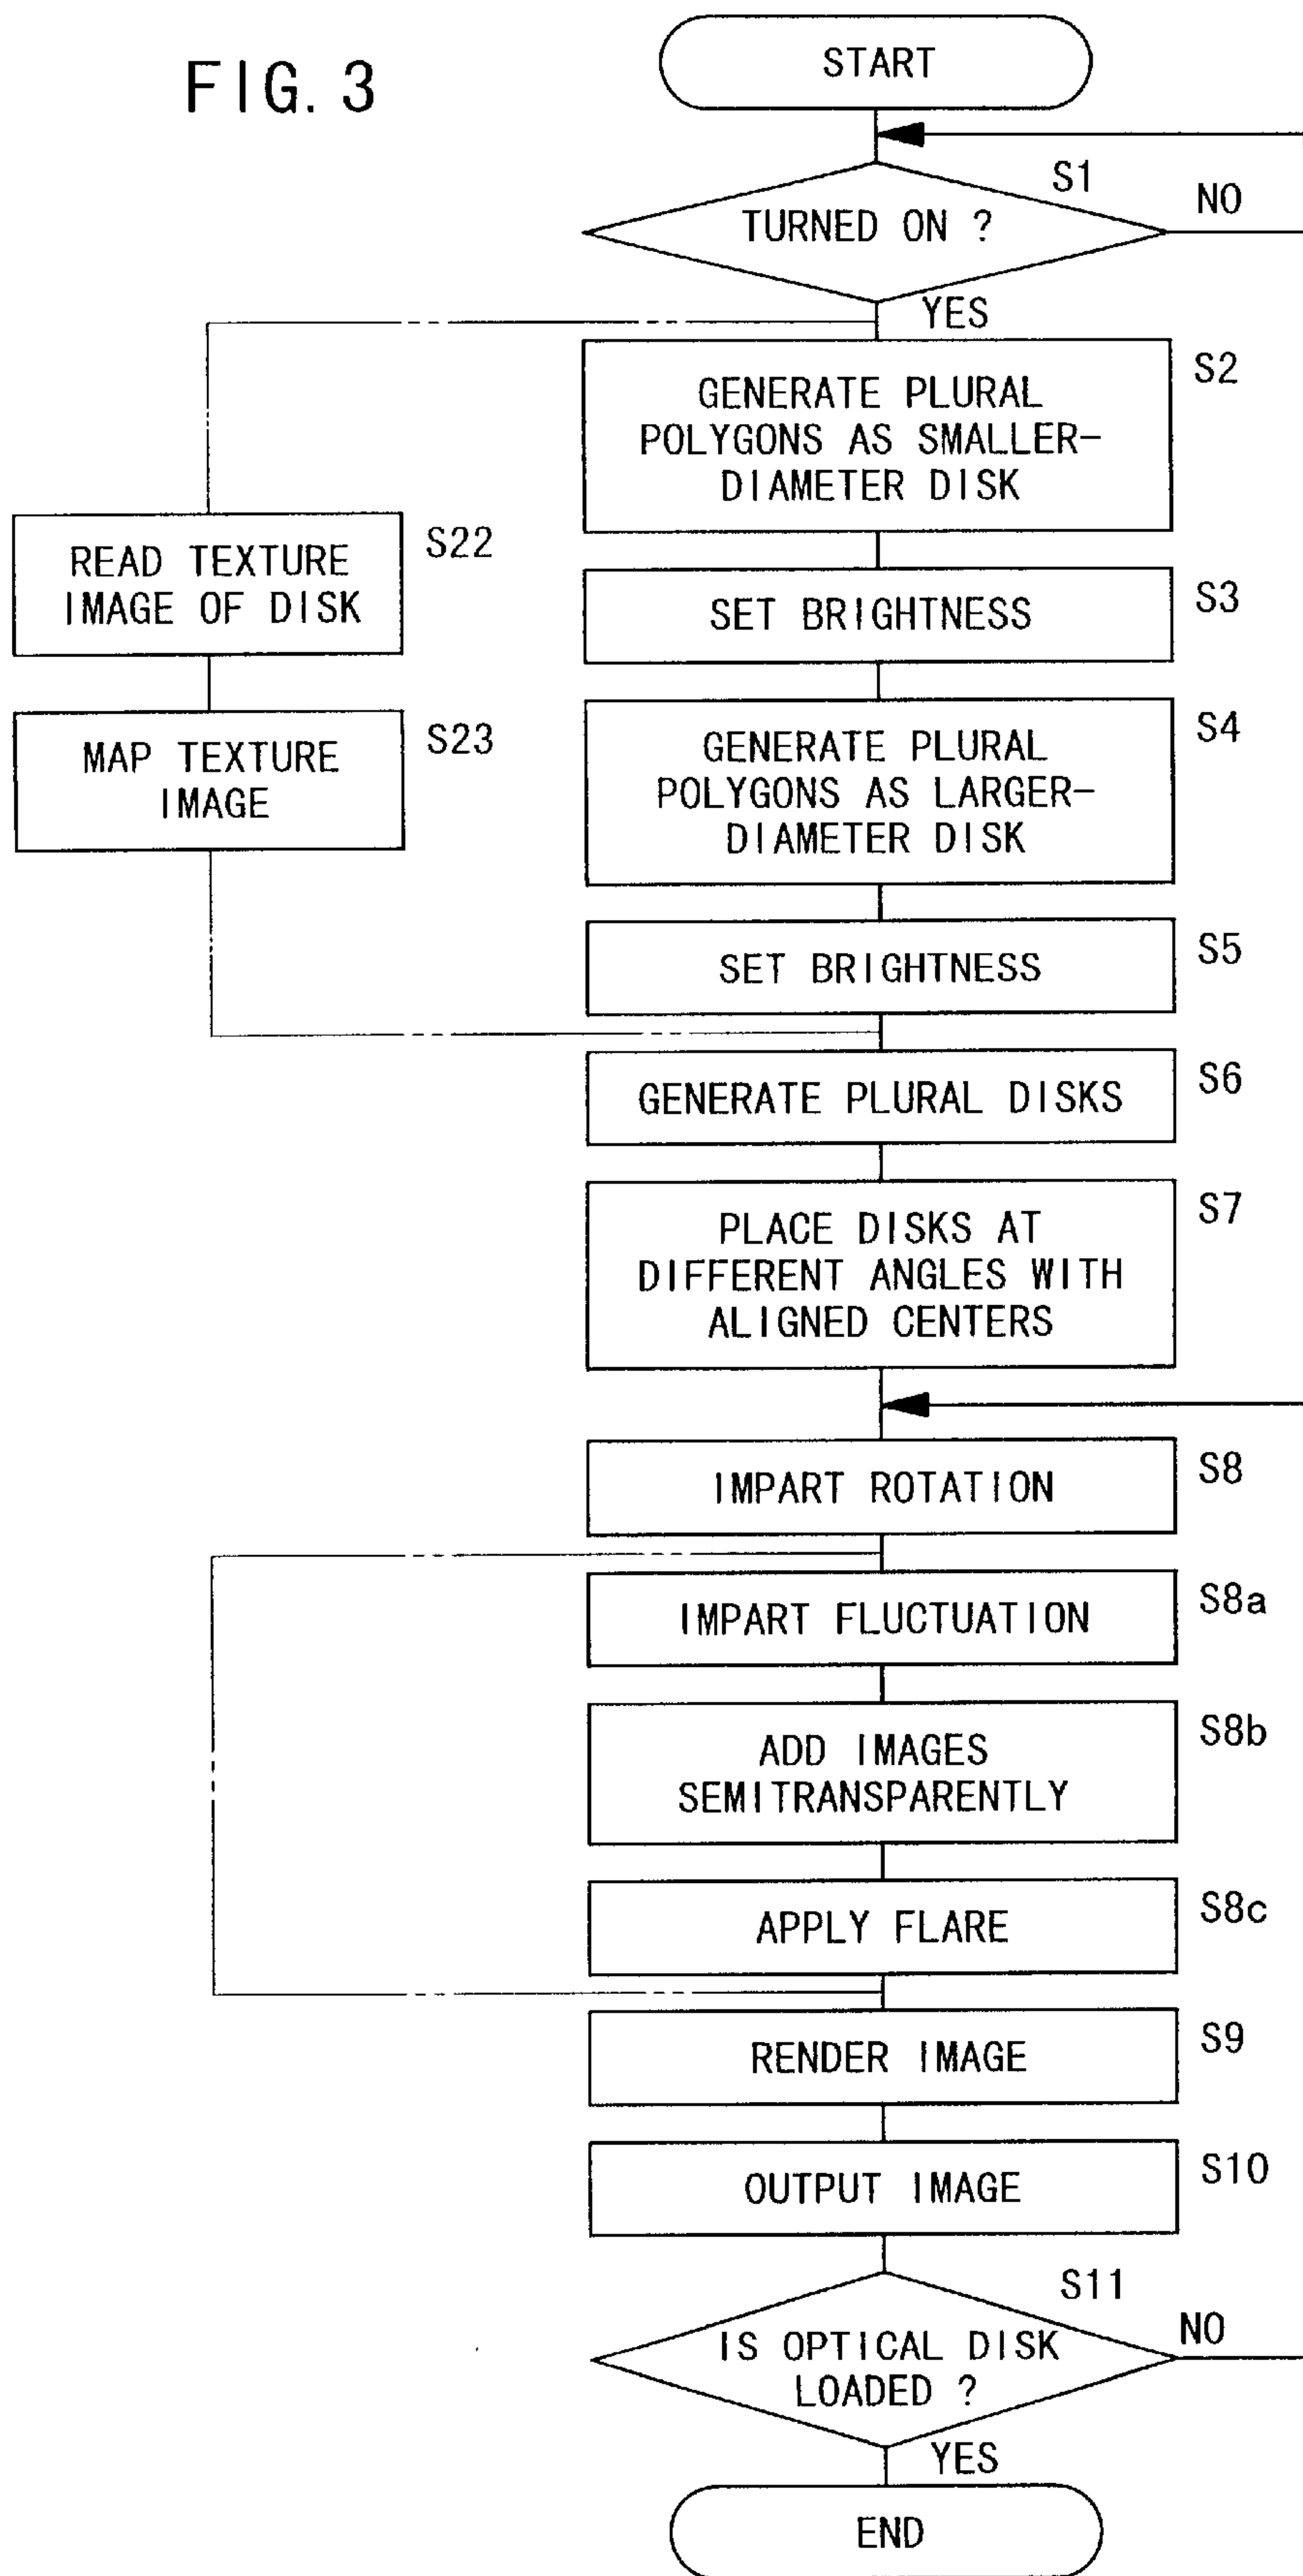 FIG. 3
START
S1
TURNED ON ?
NO
YES
S2
GENERATE PLURAL
POLYGONS AS SMALLER-
DIAMETER DISK
S22
READ TEXTURE
IMAGE OF DISK
S3
SET BRIGHTNESS
S23
MAP TEXTURE
IMAGE
S4
GENERATE PLURAL
POLYGONS AS LARGER-
DIAMETER DISK
S5
SET BRIGHTNESS
S6
GENERATE PLURAL DISKS
S7
PLACE DISKS AT
DIFFERENT ANGLES WITH
ALIGNED CENTERS
S8
IMPART ROTATION
S8a
IMPART FLUCTUATION
S8b
ADD IMAGES
SEMITRANSPARENTLY
S8c
APPLY FLARE
S9
RENDER IMAGE
S10
OUTPUT IMAGE
S11
IS OPTICAL DISK
LOADED ?
NO
YES
END